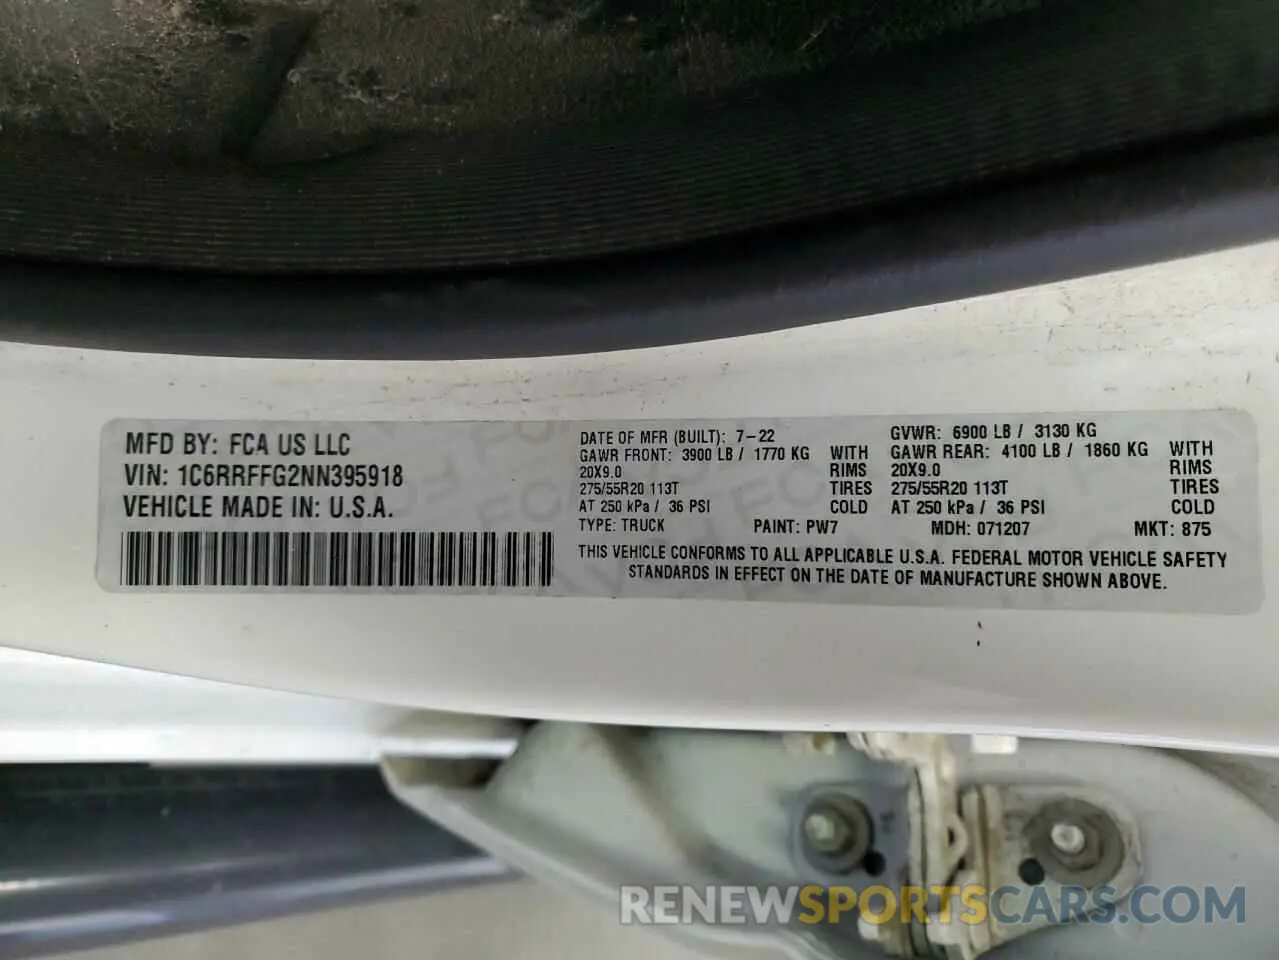 MFD BY: FCA US LLC
VIN: 1C6RRFFG2NN395918
VEHICLE MADE IN: U.S.A.
DATE OF MFR (BUILT): 7-22
GAWR FRONT: 3900 LB / 1770 KG WITH
20X9.0 RIMS
275/55R20 113T TIRES
AT 250 kPa / 36 PSI COLD
GVWR: 6900 LB / 3130 KG
GAWR REAR: 4100 LB / 1860 KG WITH
20X9.0 RIMS
275/55R20 113T TIRES
AT 250 kPa / 36 PSI COLD
TYPE: TRUCK PAINT: PW7 MDH: 071207 MKT: 875
THIS VEHICLE CONFORMS TO ALL APPLICABLE U.S.A. FEDERAL MOTOR VEHICLE SAFETY
STANDARDS IN EFFECT ON THE DATE OF MANUFACTURE SHOWN ABOVE.
RENEWSPORTSCARS.COM